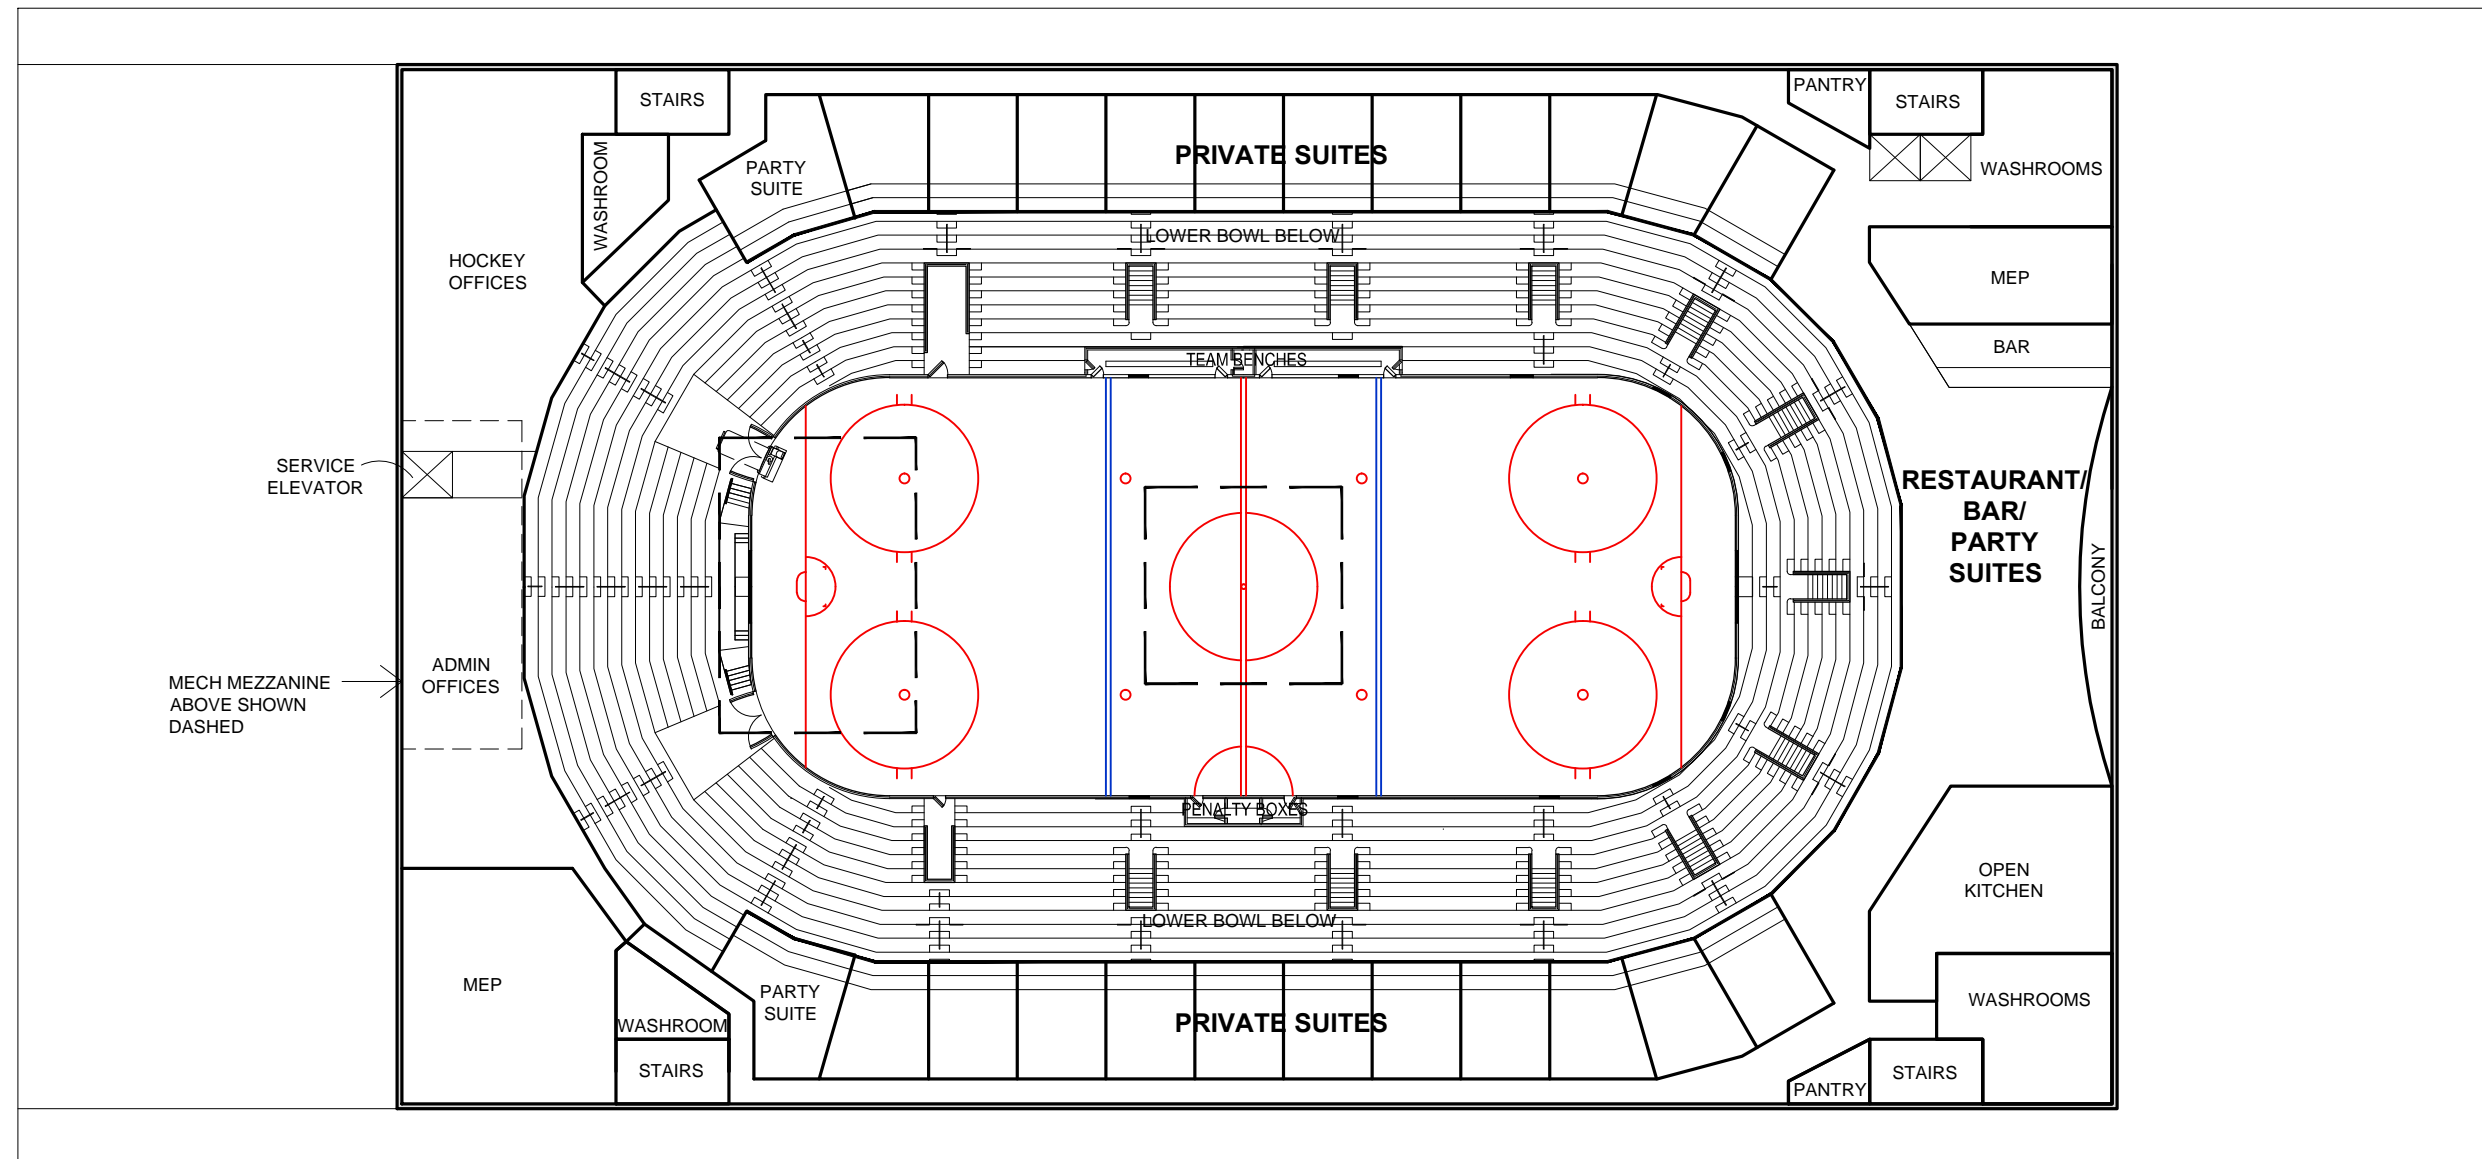 PANTRY
STAIRS
STAIRS
PRIVATE SUITES
WASHROOM
PARTY
SUITE
WASHROOMS
LOWER BOWL BELOW
HOCKEY
OFFICES
MEP
BAR
TEAM BENCHES
SERVICE
ELEVATOR
RESTAURANT/
BAR/
PARTY
SUITES
BALCONY
ADMIN
OFFICES
MECH MEZZANINE
ABOVE SHOWN
DASHED
PENALTY BOXES
OPEN
KITCHEN
LOWER BOWL BELOW
MEP
PARTY
SUITE
WASHROOMS
WASHROOM
PRIVATE SUITES
STAIRS
STAIRS
PANTRY